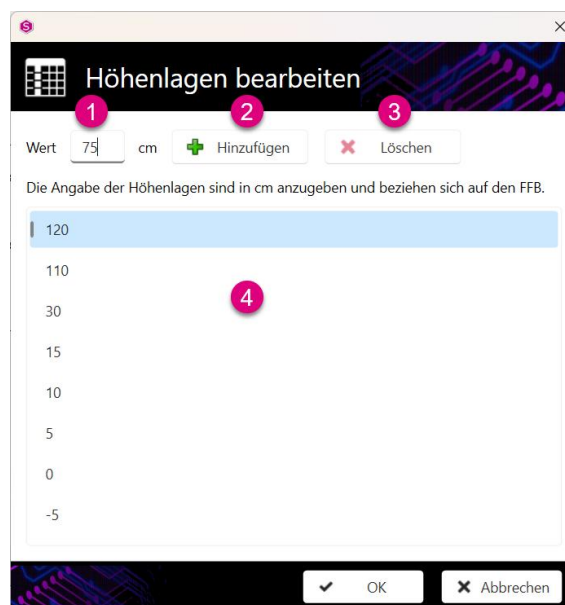 S
Höhenlagen bearbeiten
1 2 3
Wert 75 cm Hinzufügen Löschen
Die Angabe der Höhenlagen sind in cm anzugeben und beziehen sich auf den FFB.
120
110
4
30
15
10
5
0
-5
OK Abbrechen